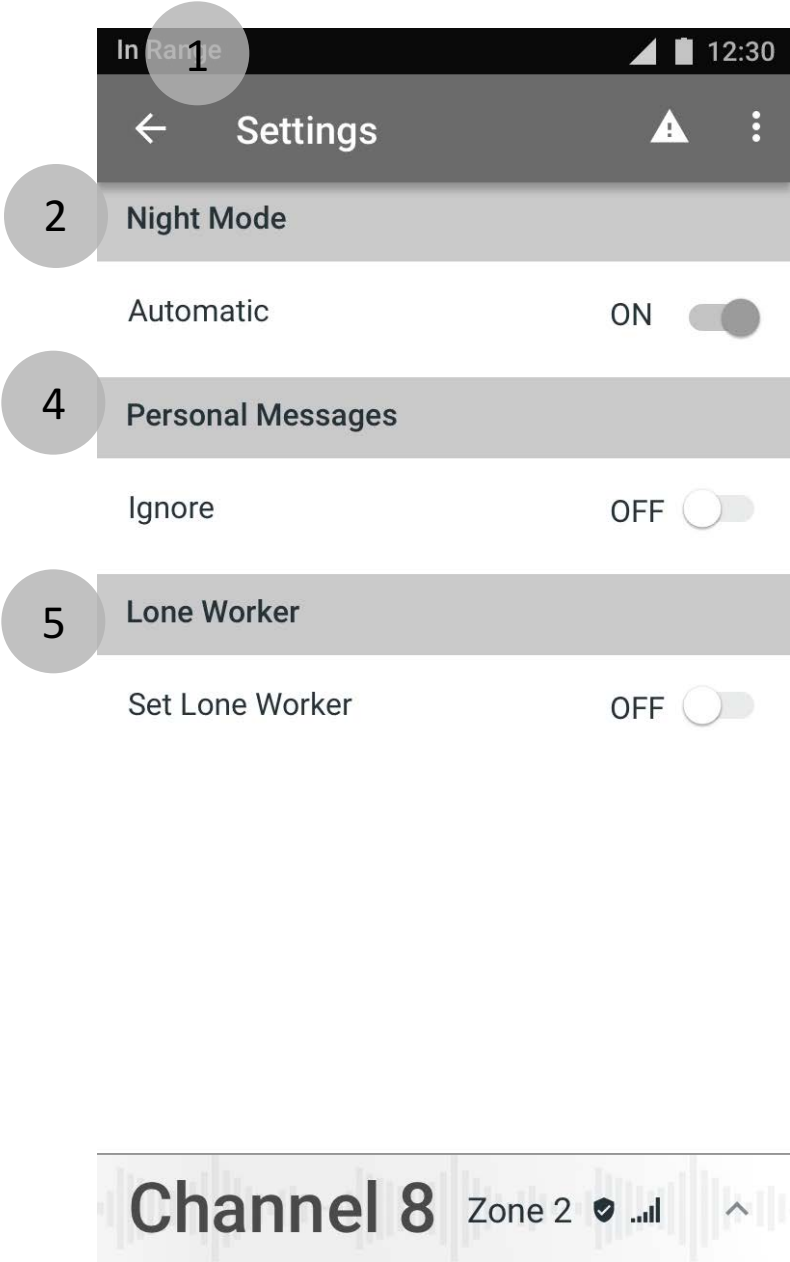 In Range 1 12:30
Settings
2 Night Mode
Automatic ON
4 Personal Messages
Ignore OFF
5 Lone Worker
Set Lone Worker OFF
Channel 8 Zone 2